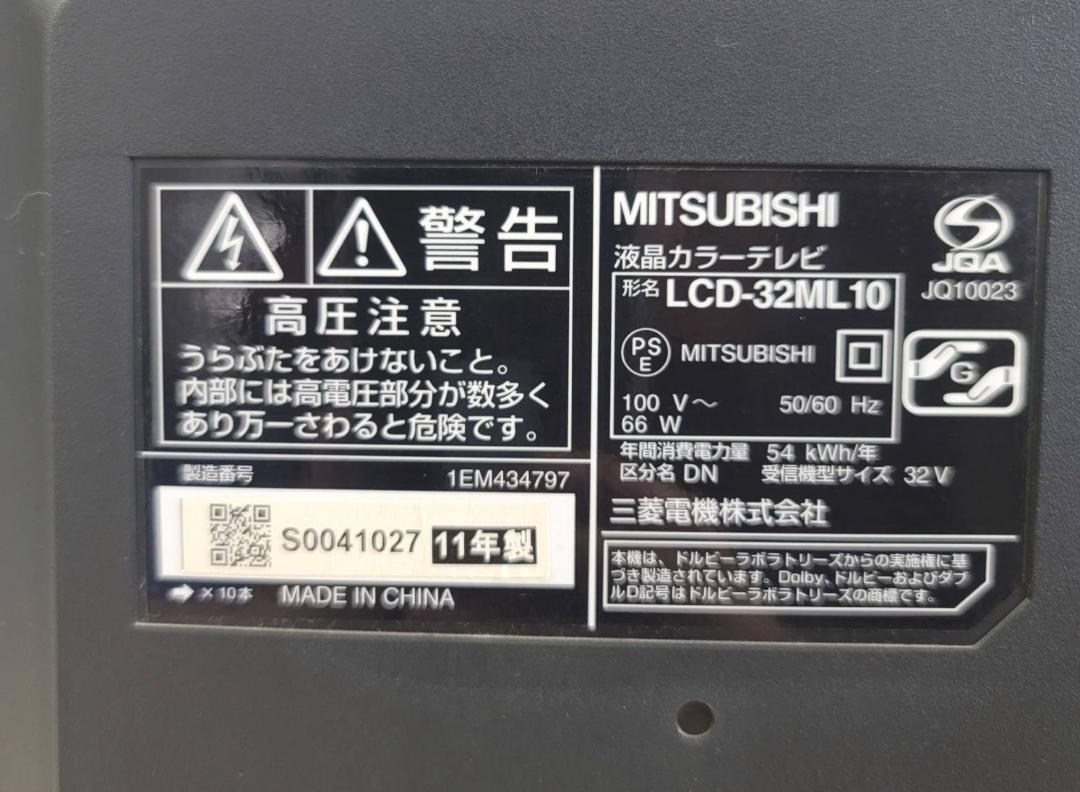 警告
高圧注意
うらぶたをあけないこと。
内部には高電圧部分が数多く
あり万一さわると危険です。
製造番号 1EM434797
S0041027 11年製
×10本 MADE IN CHINA
MITSUBISHI
液晶カラーテレビ
形名 LCD-32ML10
PS
E
MITSUBISHI
100 V～ 50/60 Hz
66 W
JQA
JQ10023
G
年間消費電力量 54 kWh/年
区分名 DN 受信機型サイズ 32V
三菱電機株式会社
本機は、ドルビーラボラトリーズからの実施権に基
づき製造されています。Dolby、ドルビーおよびダブ
ルD記号はドルビーラボラトリーズの商標です。